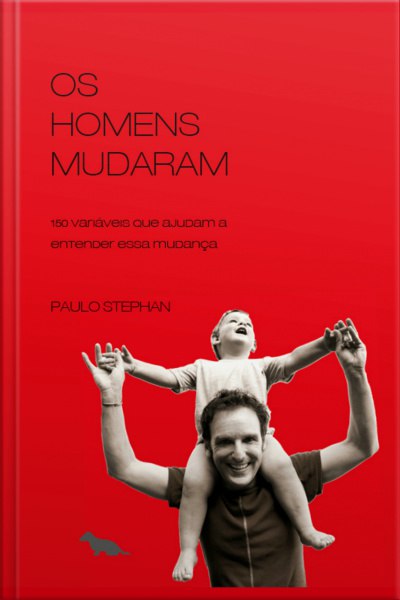 OS
HOMENS
MUDARAM
150 variáveis que ajudam a
entender essa mudança
PAULO STEPHAN